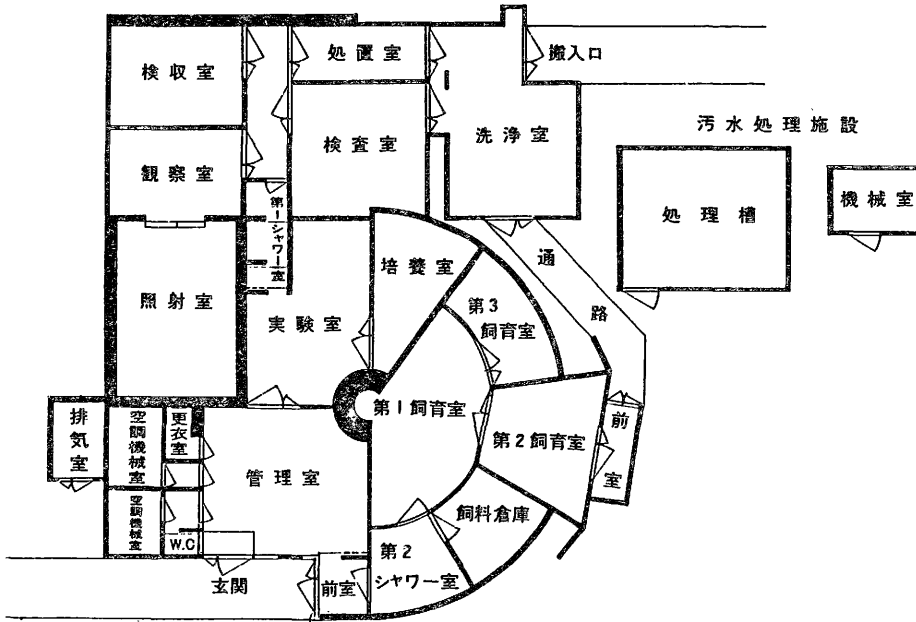 処置室
搬入口
検収室
汚水処理施設
検査室
洗浄室
観察室
機械室
処理槽
第1シャワー室
通路
培養室
照射室
第3
飼育室
実験室
第1飼育室
排気室
空調機械室
更衣室
第2飼育室
前室
管理室
空調機械室
飼料倉庫
W.C
第2
シャワー室
玄関
前室